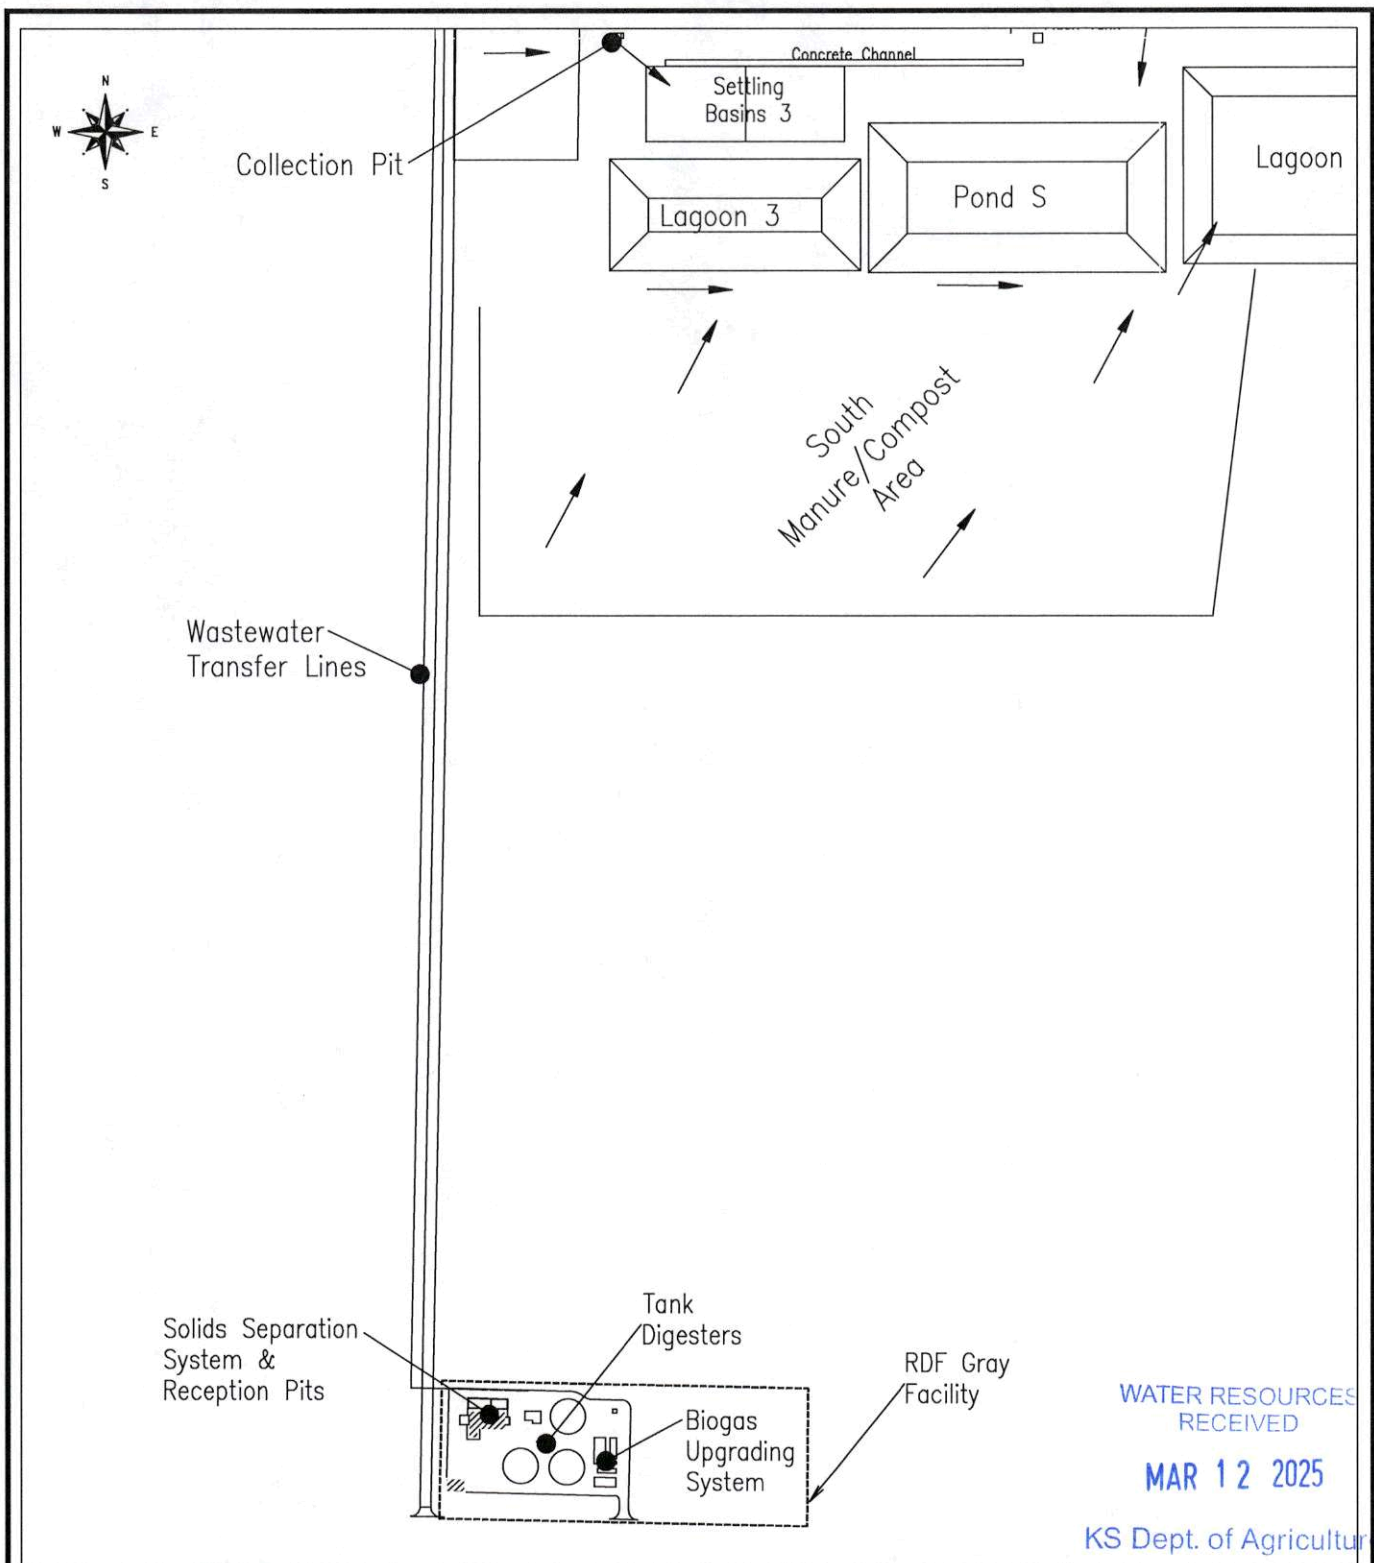 Concrete Channel
Settling
Basins 3
N
W E
S
Collection Pit
Lagoon
Pond S
Lagoon 3
South
Manure/Compost
Area
Wastewater
Transfer Lines
Tank
Digesters
Solids Separation
System &
Reception Pits
RDF Gray
Facility
Biogas
Upgrading
System
WATER RESOURCES
RECEIVED
MAR 12 2025
KS Dept. of Agricultur